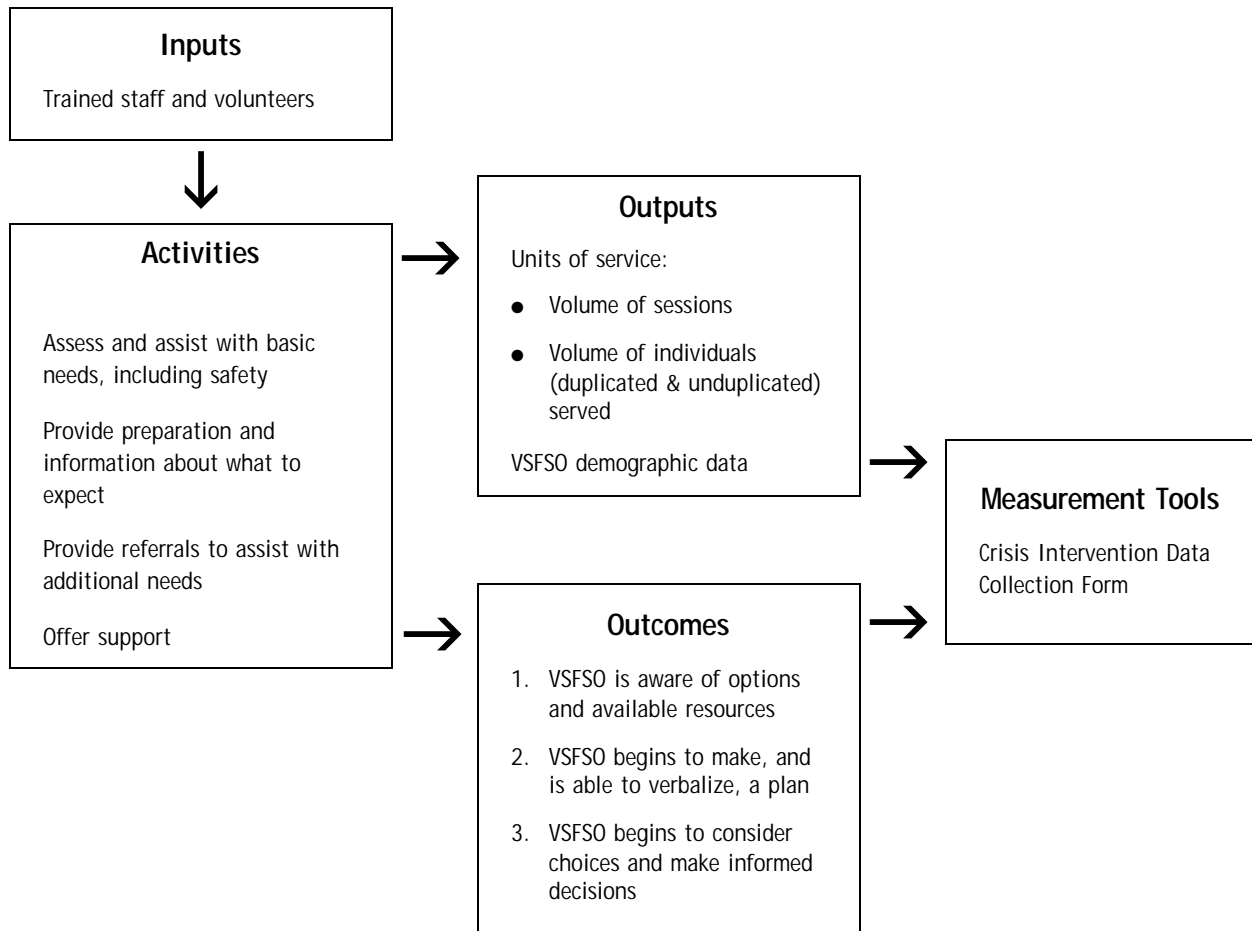 Inputs
Trained staff and volunteers
Activities
Assess and assist with basic
needs, including safety
Provide preparation and
information about what to
expect
Provide referrals to assist with
additional needs
Offer support
Outputs
Units of service:
● Volume of sessions
● Volume of individuals
(duplicated & unduplicated)
served
VSFSO demographic data
Outcomes
1. VSFSO is aware of options
and available resources
2. VSFSO begins to make, and
is able to verbalize, a plan
3. VSFSO begins to consider
choices and make informed
decisions
Measurement Tools
Crisis Intervention Data
Collection Form